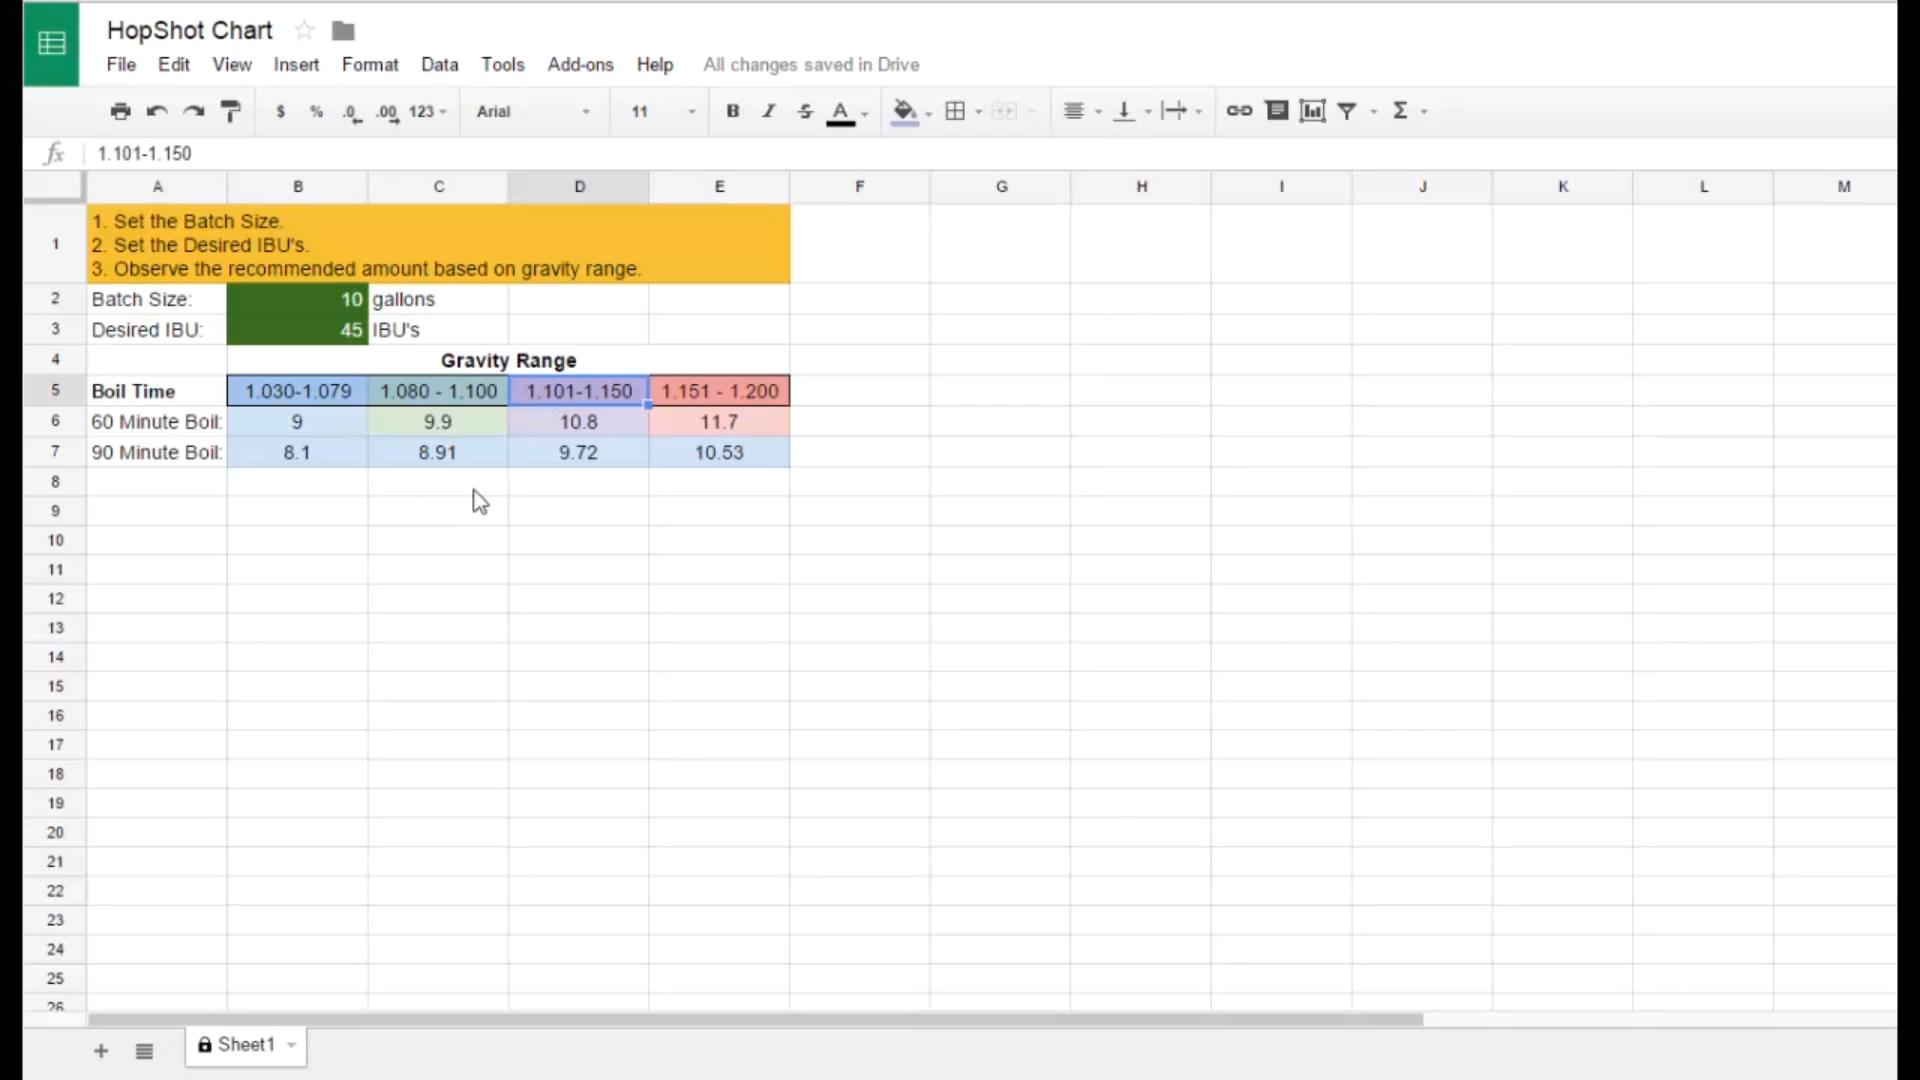 HopShot Chart
File Edit View Insert Format Data Tools Add-ons Help All changes saved in Drive
$ % .0 .00 123 Arial 11 B I S A Σ
fx 1.101-1.150
A B C D E F G H I J K L M
1
1. Set the Batch Size.
2. Set the Desired IBU's.
3. Observe the recommended amount based on gravity range.
2 Batch Size: 10 gallons
3 Desired IBU: 45 IBU's
4 Gravity Range
5 Boil Time 1.030-1.079 1.080 - 1.100 1.101-1.150 1.151 - 1.200
6 60 Minute Boil: 9 9.9 10.8 11.7
7 90 Minute Boil: 8.1 8.91 9.72 10.53
8
9
10
11
12
13
14
15
16
17
18
19
20
21
22
23
24
25
26
+ Sheet1